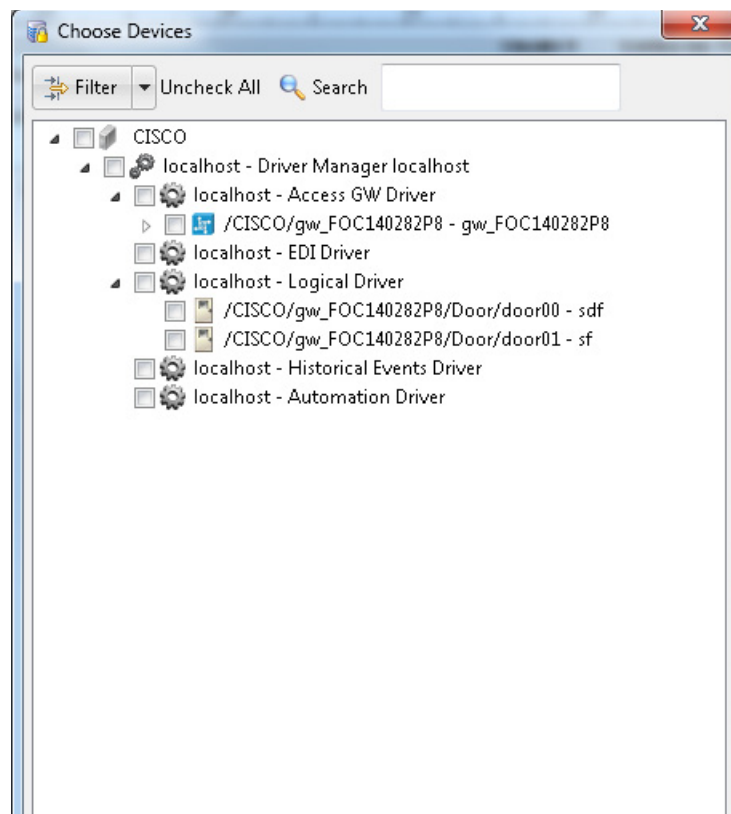 Choose Devices
Filter Uncheck All Search
CISCO
localhost - Driver Manager localhost
localhost - Access GW Driver
/CISCO/gw_FOC140282P8 - gw_FOC140282P8
localhost - EDI Driver
localhost - Logical Driver
/CISCO/gw_FOC140282P8/Door/door00 - sdf
/CISCO/gw_FOC140282P8/Door/door01 - sf
localhost - Historical Events Driver
localhost - Automation Driver